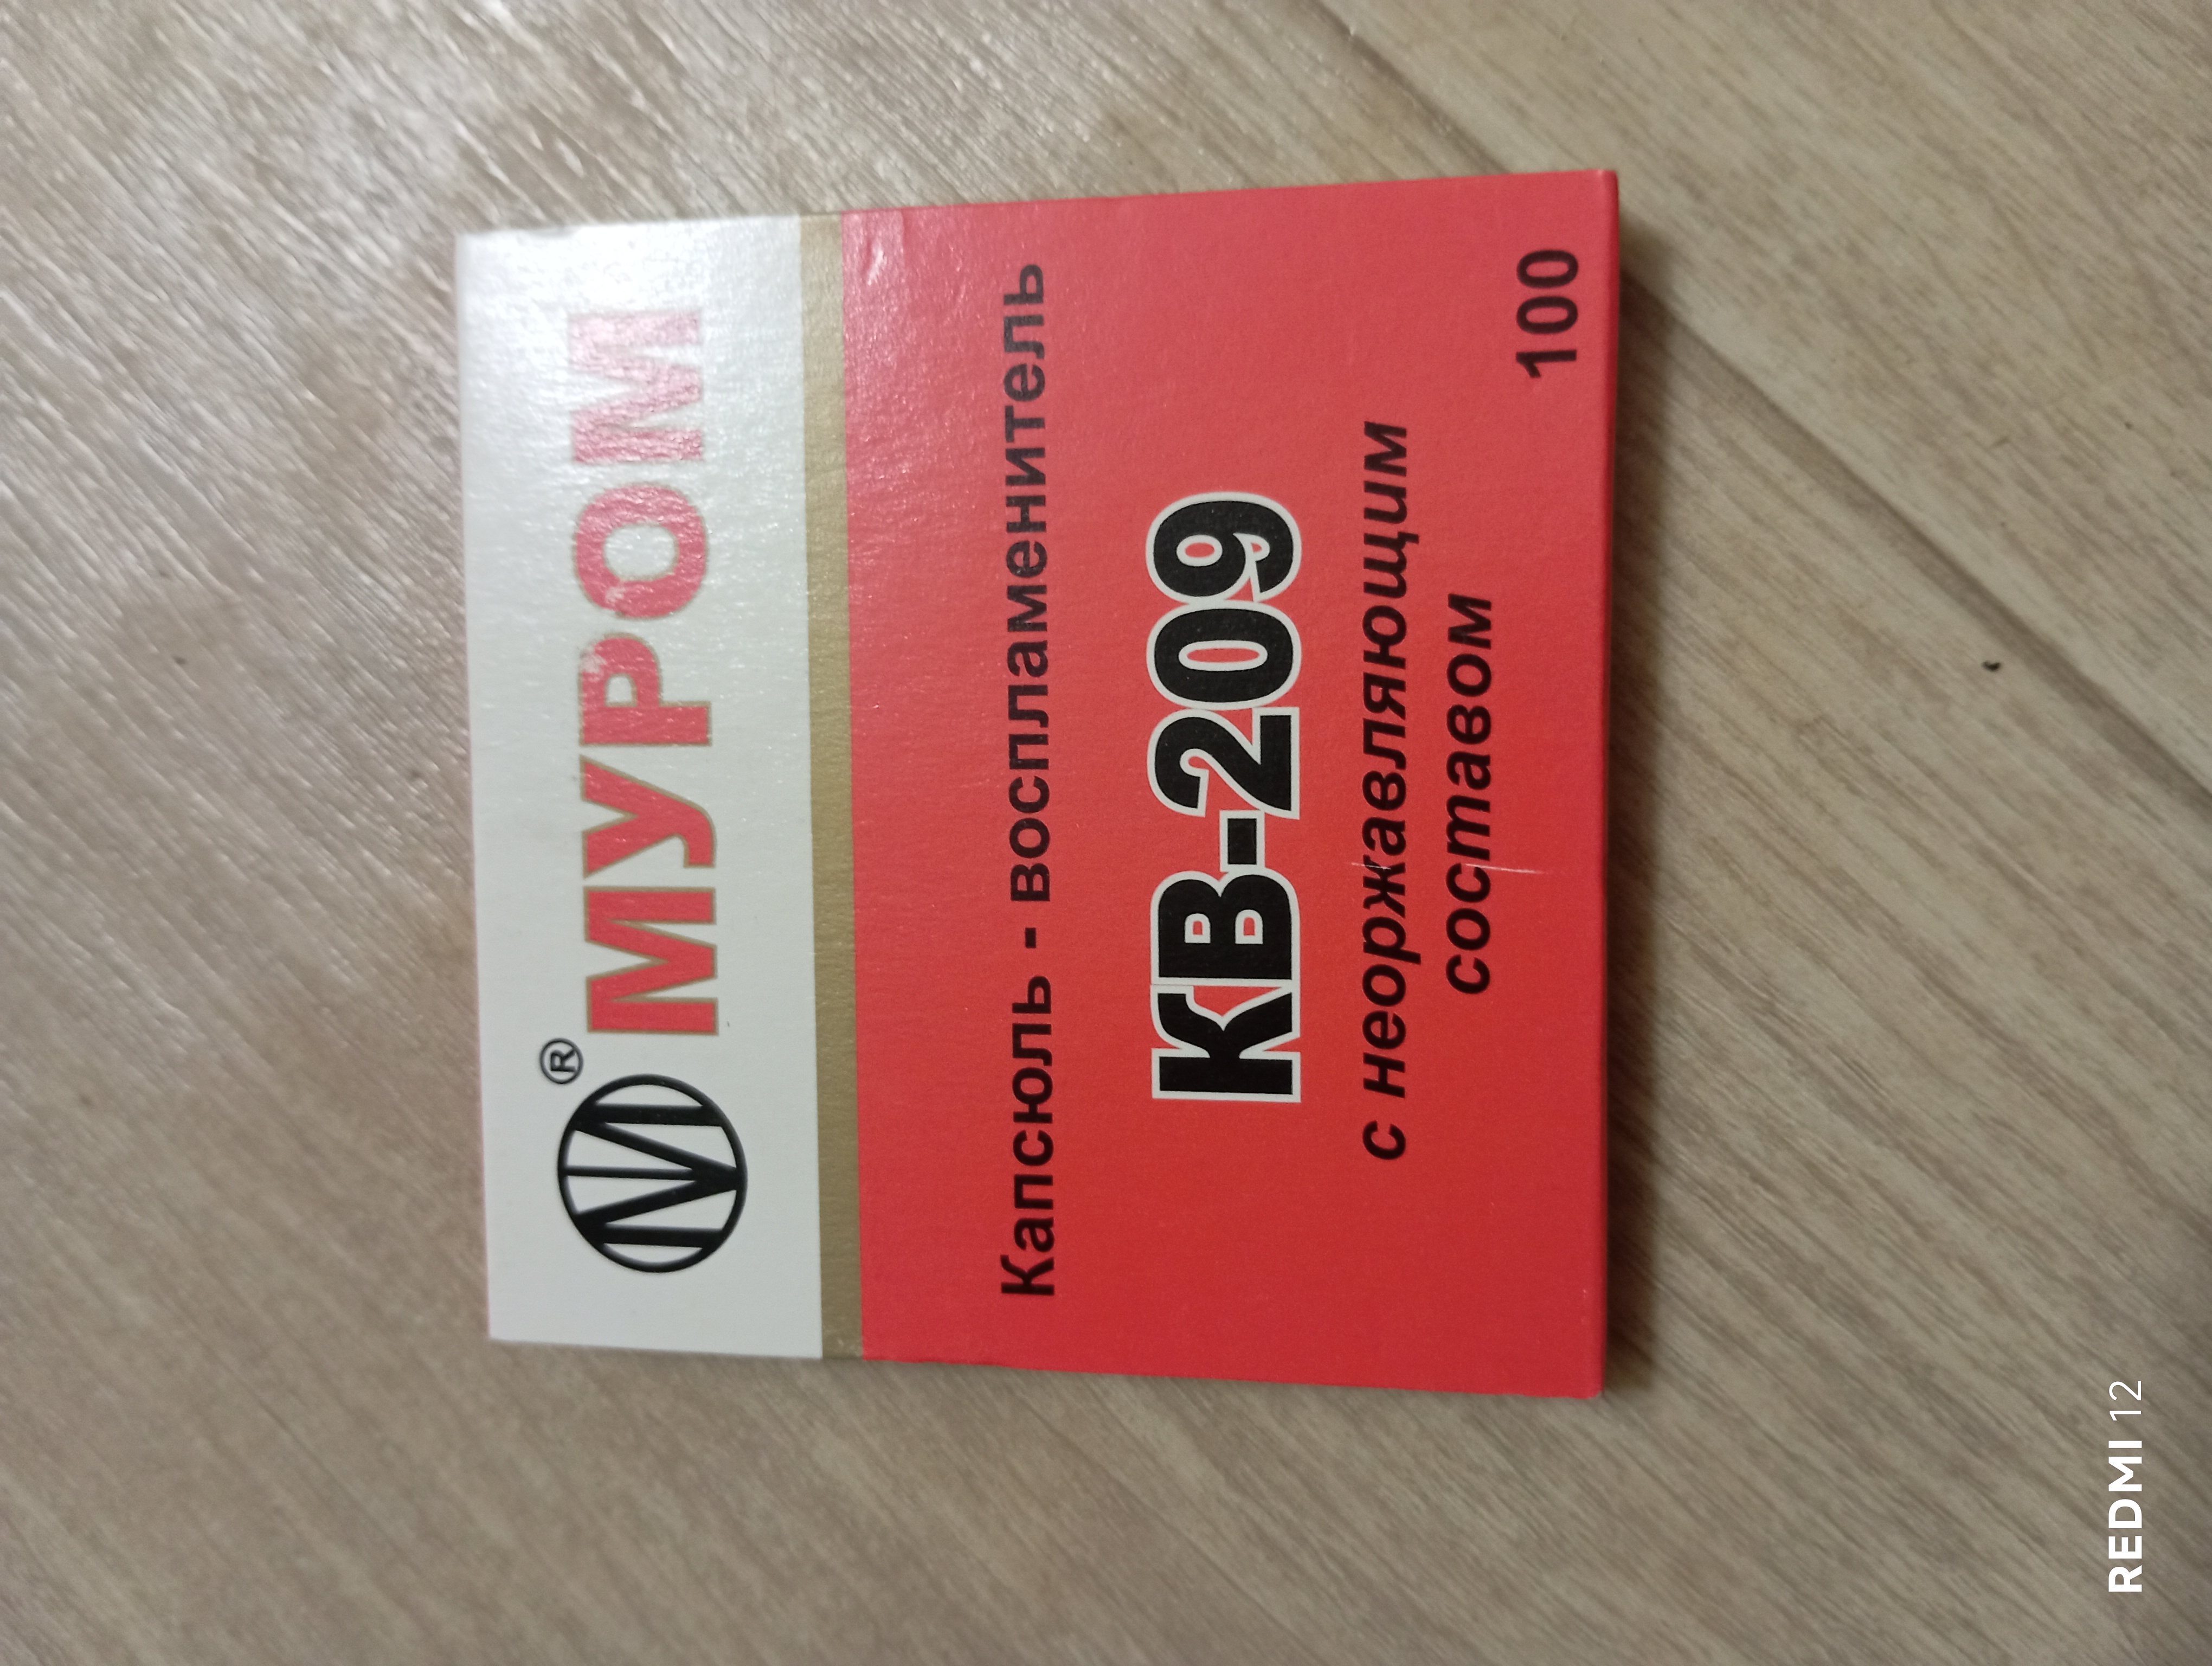 ® МУРОМ
Капсюль - воспламенитель
КВ-209
с неоржавляющим
составом
100
REDMI 12